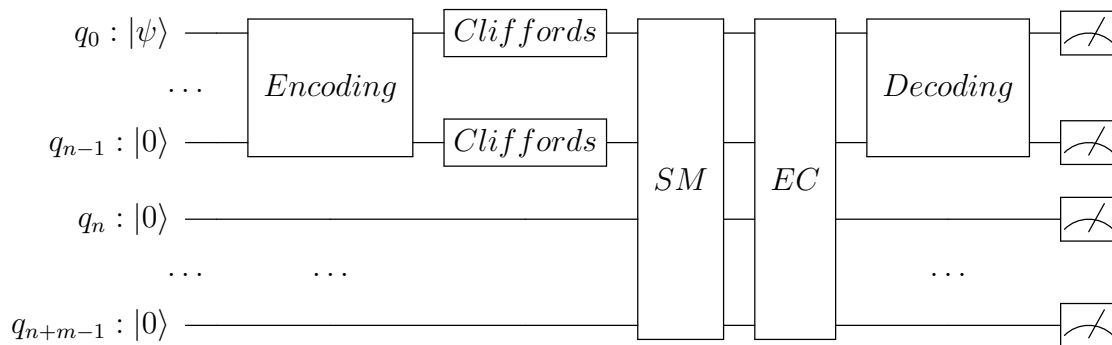 q_0 : |ψ⟩ Cliffords
... Encoding Decoding
q_{n-1} : |0⟩ Cliffords
SM EC
q_n : |0⟩
... ... ...
q_{n+m-1} : |0⟩